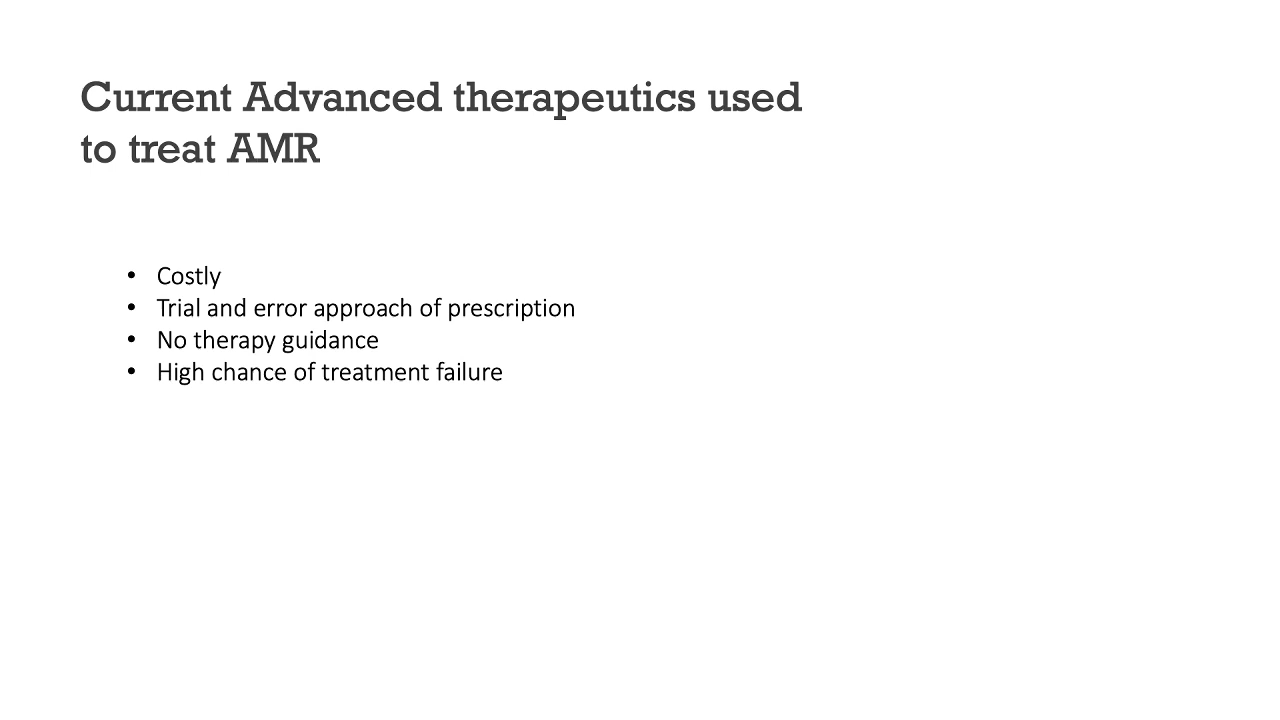 Current Advanced therapeutics used
to treat AMR
• Costly
• Trial and error approach of prescription
• No therapy guidance
• High chance of treatment failure